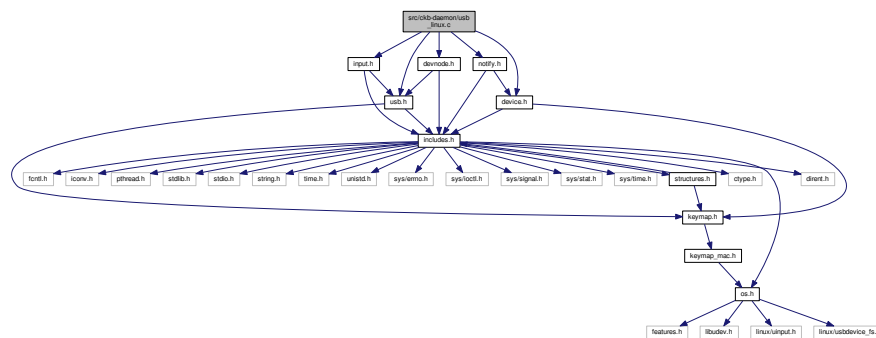 src/ckb-daemon/usb
_linux.c
input.h
devnode.h
notify.h
usb.h
device.h
includes.h
fcntl.h
iconv.h
pthread.h
stdlib.h
stdio.h
string.h
time.h
unistd.h
sys/errno.h
sys/ioctl.h
sys/signal.h
sys/stat.h
sys/time.h
structures.h
ctype.h
dirent.h
keymap.h
keymap_mac.h
os.h
features.h
libudev.h
linux/uinput.h
linux/usbdevice_fs.